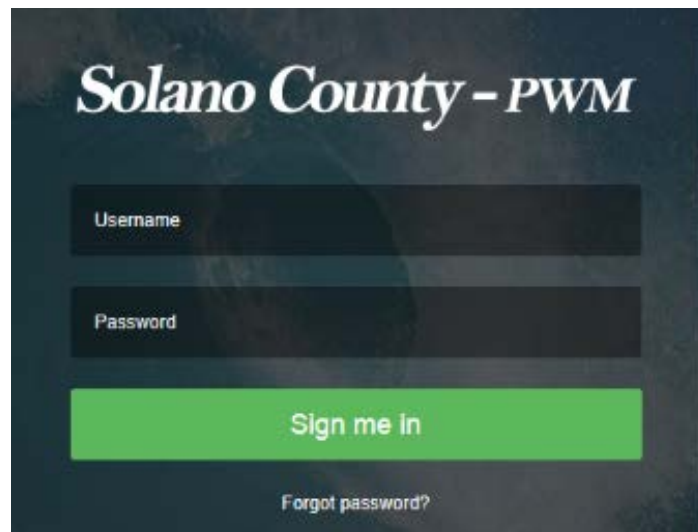 Solano County - PWM
Username
Password
Sign me in
Forgot password?